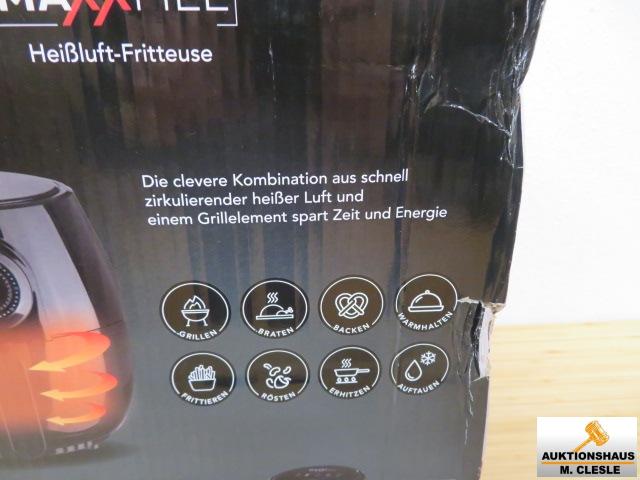 MAXXMEE
Heißluft-Fritteuse
Die clevere Kombination aus schnell
zirkulierender heißer Luft und
einem Grillelement spart Zeit und Energie
GRILLEN
BRATEN
BACKEN
WARMHALTEN
FRITTIEREN
RÖSTEN
ERHITZEN
AUFTAUEN
AUKTIONSHAUS
M. CLESLE